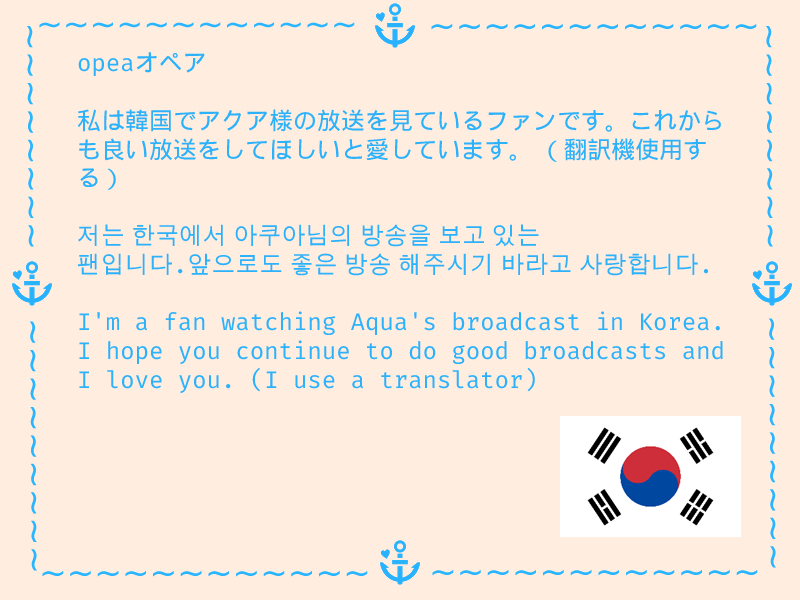 opeaオペア
私は韓国でアクア様の放送を見ているファンです。これから
も良い放送をしてほしいと愛しています。（翻訳機使用す
る）
저는 한국에서 아쿠아님의 방송을 보고 있는
팬입니다.앞으로도 좋은 방송 해주시기 바라고 사랑합니다.
I'm a fan watching Aqua's broadcast in Korea.
I hope you continue to do good broadcasts and
I love you. (I use a translator)